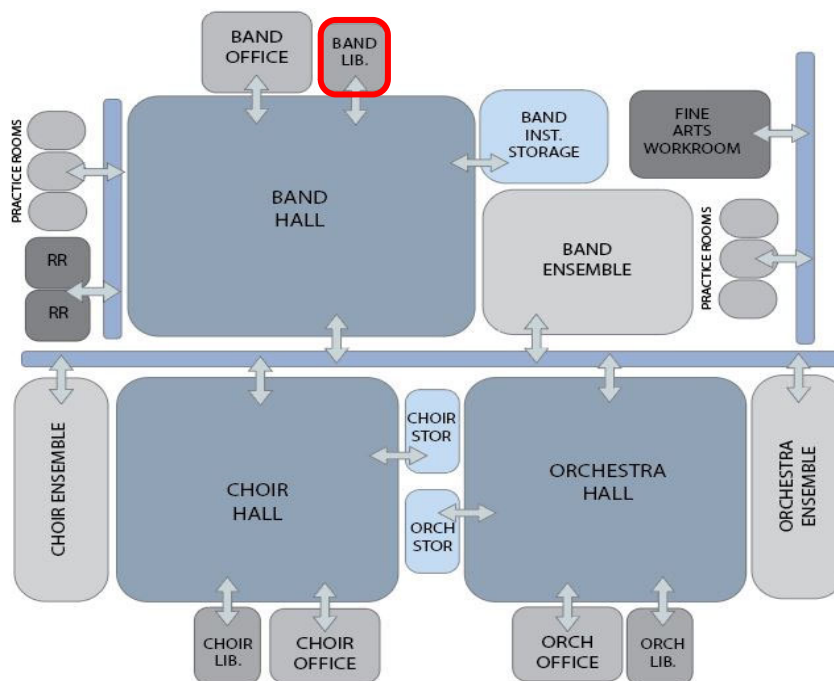 BAND
OFFICE
BAND
LIB.
BAND
INST.
STORAGE
FINE
ARTS
WORKROOM
PRACTICE ROOMS
BAND
HALL
BAND
ENSEMBLE
PRACTICE ROOMS
RR
RR
CHOIR ENSEMBLE
CHOIR
HALL
CHOIR
STOR
ORCH
STOR
ORCHESTRA
HALL
ORCHESTRA
ENSEMBLE
CHOIR
LIB.
CHOIR
OFFICE
ORCH
OFFICE
ORCH
LIB.